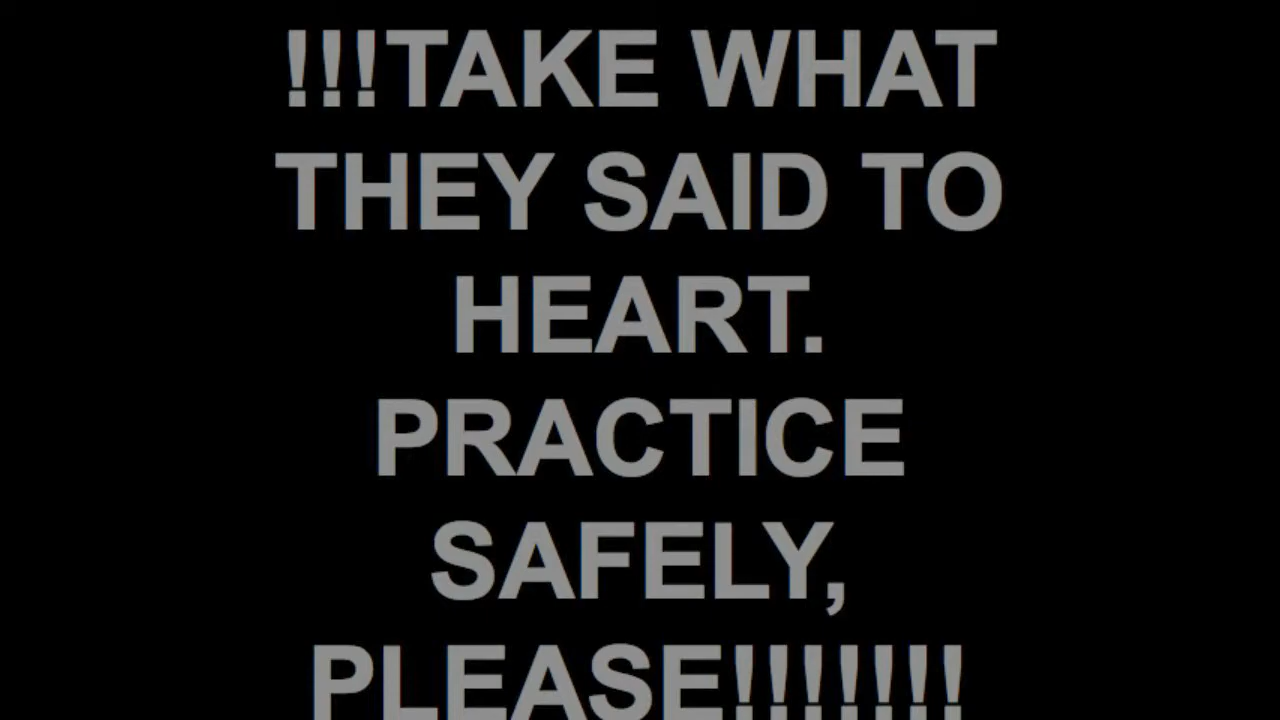 !!!TAKE WHAT
THEY SAID TO
HEART.
PRACTICE
SAFELY,
PLEASE!!!!!!!